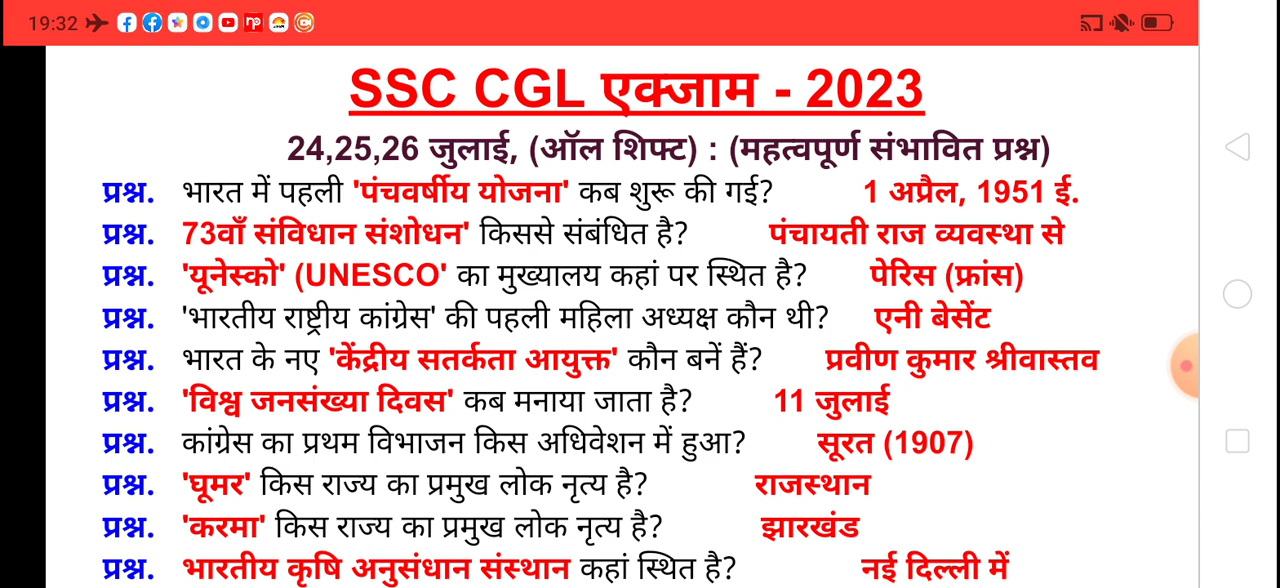 19:32
SSC CGL एक्जाम - 2023
24,25,26 जुलाई, (ऑल शिफ्ट) : (महत्वपूर्ण संभावित प्रश्न)
प्रश्न. भारत में पहली 'पंचवर्षीय योजना' कब शुरू की गई? 1 अप्रैल, 1951 ई.
प्रश्न. 73वाँ संविधान संशोधन' किससे संबंधित है? पंचायती राज व्यवस्था से
प्रश्न. 'यूनेस्को' (UNESCO' का मुख्यालय कहां पर स्थित है? पेरिस (फ्रांस)
प्रश्न. 'भारतीय राष्ट्रीय कांग्रेस' की पहली महिला अध्यक्ष कौन थी? एनी बेसेंट
प्रश्न. भारत के नए 'केंद्रीय सतर्कता आयुक्त' कौन बनें हैं? प्रवीण कुमार श्रीवास्तव
प्रश्न. 'विश्व जनसंख्या दिवस' कब मनाया जाता है? 11 जुलाई
प्रश्न. कांग्रेस का प्रथम विभाजन किस अधिवेशन में हुआ? सूरत (1907)
प्रश्न. 'घूमर' किस राज्य का प्रमुख लोक नृत्य है? राजस्थान
प्रश्न. 'करमा' किस राज्य का प्रमुख लोक नृत्य है? झारखंड
प्रश्न. भारतीय कृषि अनुसंधान संस्थान कहां स्थित है? नई दिल्ली में